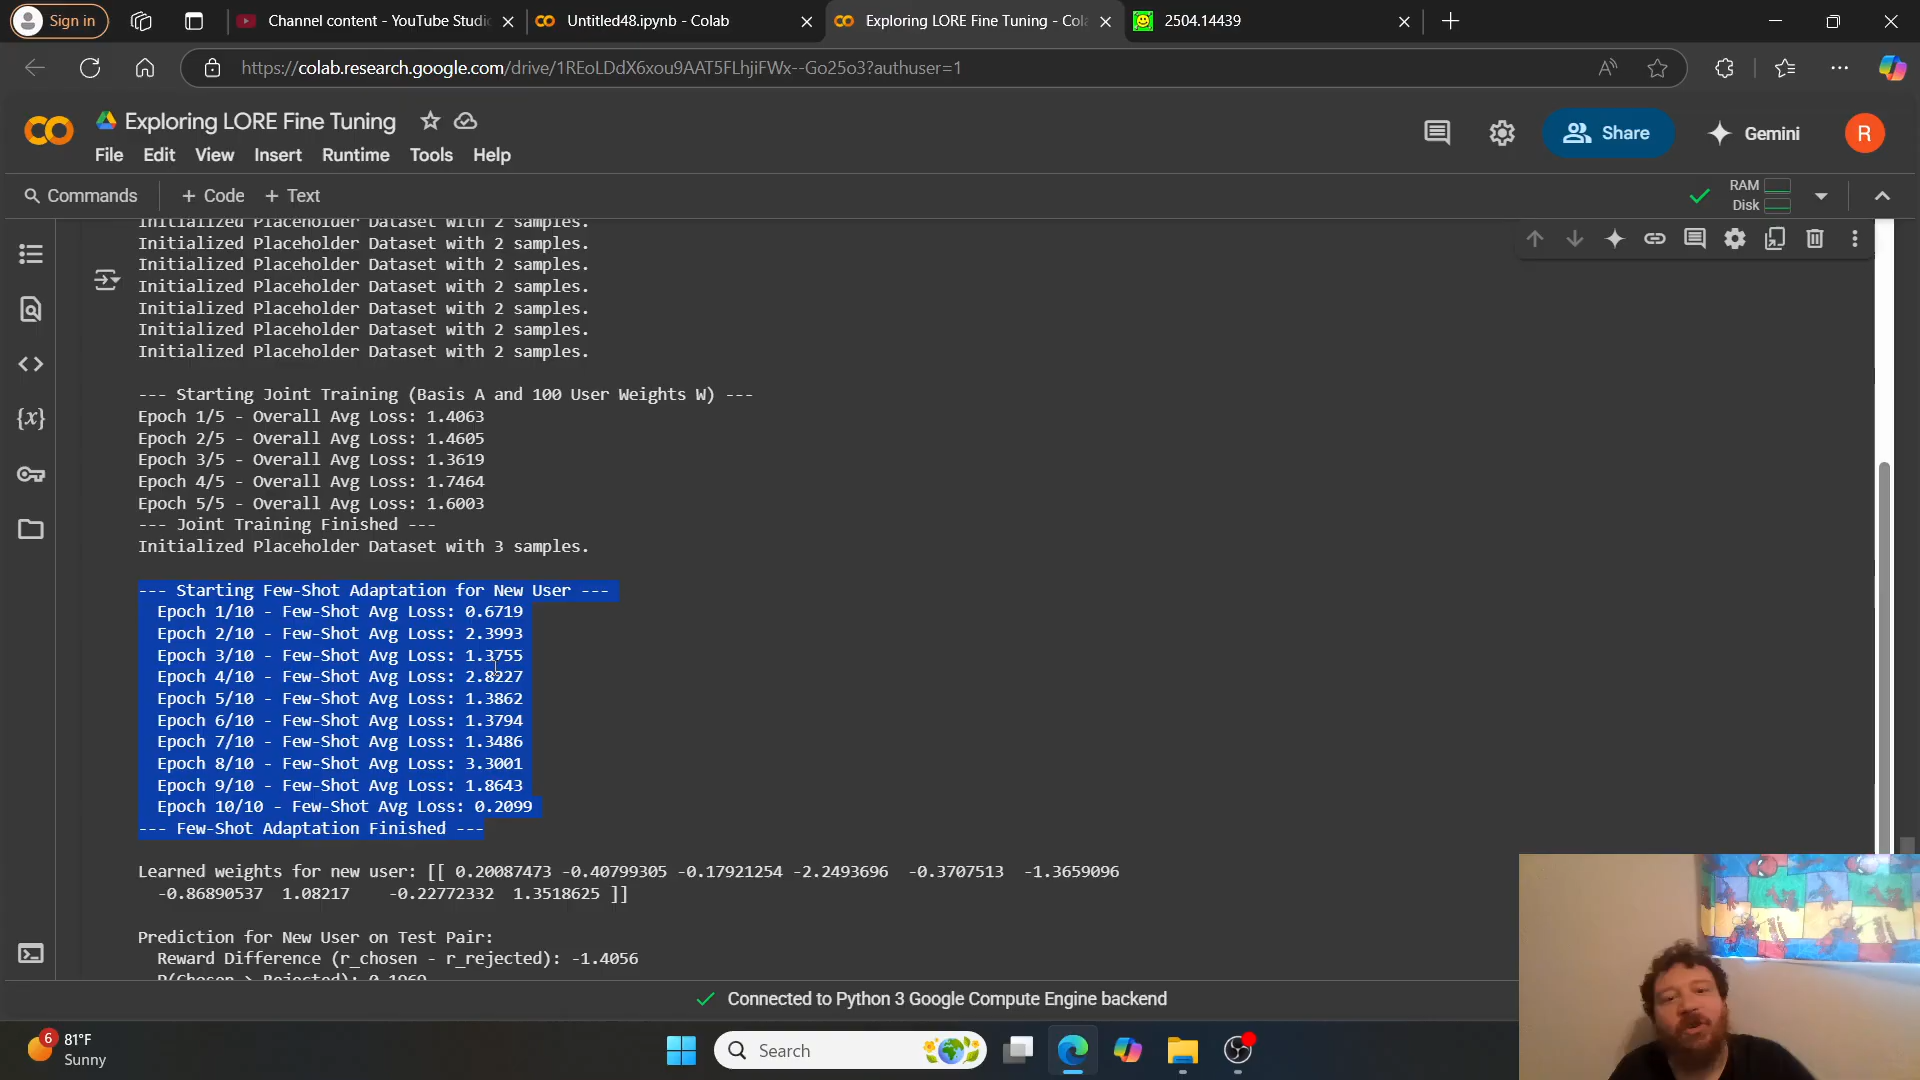 Sign in
Channel content - YouTube Studio
Untitled48.ipynb - Colab
Exploring LORE Fine Tuning - Cola
2504.14439
https://colab.research.google.com/drive/1REoLDdX6xou9AAT5FLhjiFWx--Go25o3?authuser=1
Exploring LORE Fine Tuning
Share
Gemini
R
File Edit View Insert Runtime Tools Help
Commands + Code + Text
RAM
Disk
Initialized Placeholder Dataset with 2 samples.
Initialized Placeholder Dataset with 2 samples.
Initialized Placeholder Dataset with 2 samples.
Initialized Placeholder Dataset with 2 samples.
Initialized Placeholder Dataset with 2 samples.
Initialized Placeholder Dataset with 2 samples.
Initialized Placeholder Dataset with 2 samples.
--- Starting Joint Training (Basis A and 100 User Weights W) ---
Epoch 1/5 - Overall Avg Loss: 1.4063
Epoch 2/5 - Overall Avg Loss: 1.4605
Epoch 3/5 - Overall Avg Loss: 1.3619
Epoch 4/5 - Overall Avg Loss: 1.7464
Epoch 5/5 - Overall Avg Loss: 1.6003
--- Joint Training Finished ---
Initialized Placeholder Dataset with 3 samples.
--- Starting Few-Shot Adaptation for New User ---
Epoch 1/10 - Few-Shot Avg Loss: 0.6719
Epoch 2/10 - Few-Shot Avg Loss: 2.3993
Epoch 3/10 - Few-Shot Avg Loss: 1.3755
Epoch 4/10 - Few-Shot Avg Loss: 2.8227
Epoch 5/10 - Few-Shot Avg Loss: 1.3862
Epoch 6/10 - Few-Shot Avg Loss: 1.3794
Epoch 7/10 - Few-Shot Avg Loss: 1.3486
Epoch 8/10 - Few-Shot Avg Loss: 3.3001
Epoch 9/10 - Few-Shot Avg Loss: 1.8643
Epoch 10/10 - Few-Shot Avg Loss: 0.2099
--- Few-Shot Adaptation Finished ---
Learned weights for new user: [[ 0.20087473 -0.40799305 -0.17921254 -2.2493696 -0.3707513 -1.3659096
-0.86890537 1.08217 -0.22772332 1.3518625 ]]
Prediction for New User on Test Pair:
Reward Difference (r_chosen - r_rejected): -1.4056
P(Chosen > Rejected): 0.1969
Connected to Python 3 Google Compute Engine backend
6
81°F
Sunny
Search